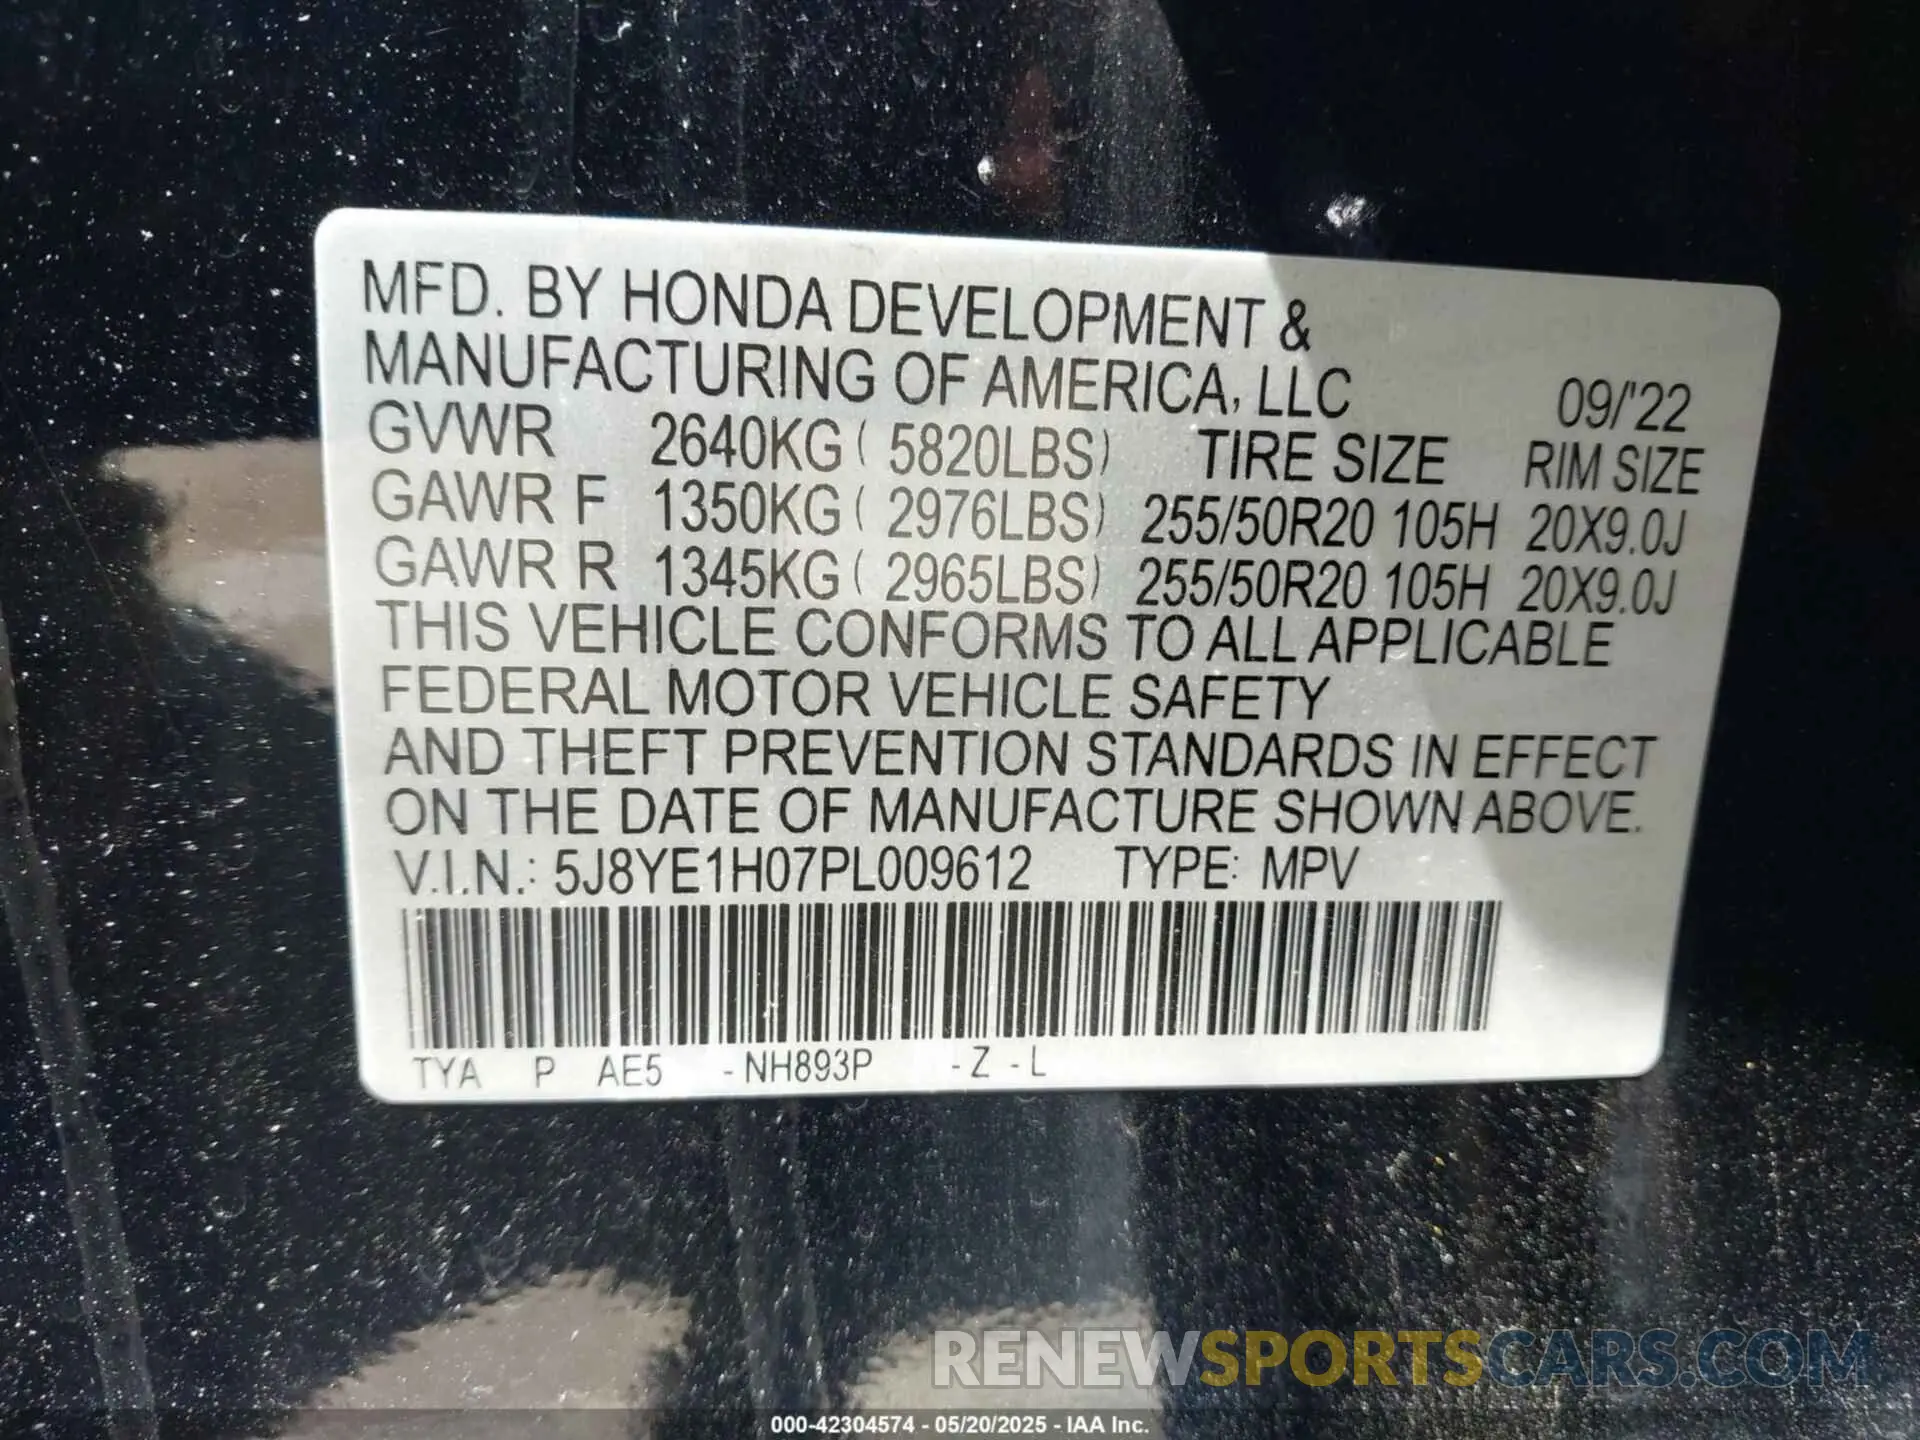 MFD. BY HONDA DEVELOPMENT &
MANUFACTURING OF AMERICA, LLC 09/'22
GVWR 2640KG ( 5820LBS) TIRE SIZE RIM SIZE
GAWR F 1350KG ( 2976LBS) 255/50R20 105H 20X9.0J
GAWR R 1345KG ( 2965LBS) 255/50R20 105H 20X9.0J
THIS VEHICLE CONFORMS TO ALL APPLICABLE
FEDERAL MOTOR VEHICLE SAFETY
AND THEFT PREVENTION STANDARDS IN EFFECT
ON THE DATE OF MANUFACTURE SHOWN ABOVE.
V.I.N.: 5J8YE1H07PL009612 TYPE: MPV
TYA P AE5 - NH893P - Z - L
RENEWSPORTSCARS.COM
000-42304574 - 05/20/2025 - IAA Inc.